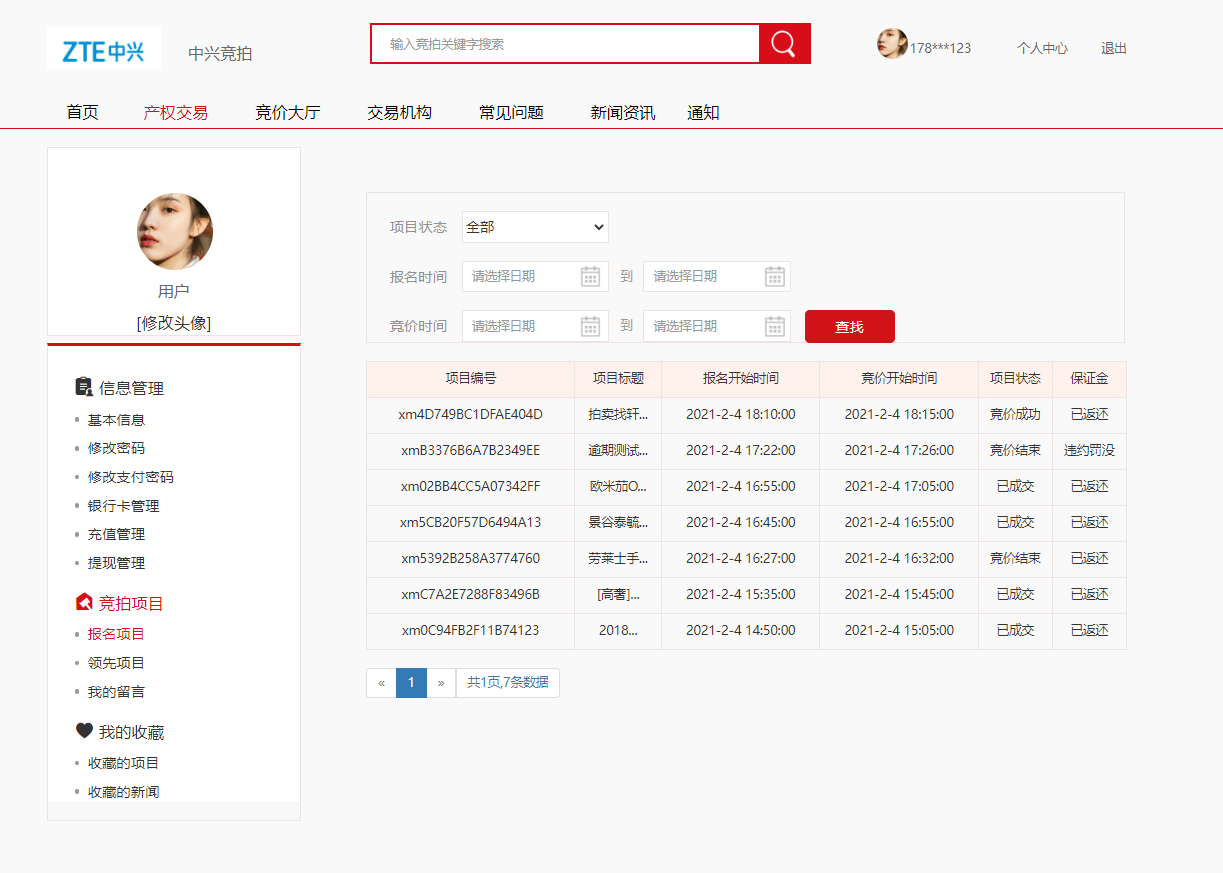 ZTE中兴
中兴竞拍
输入竞拍关键字搜索
178***123
个人中心
退出
首页 产权交易 竞价大厅 交易机构 常见问题 新闻资讯 通知
用户
[修改头像]
信息管理
基本信息
修改密码
修改支付密码
银行卡管理
充值管理
提现管理
竞拍项目
报名项目
领先项目
我的留言
我的收藏
收藏的项目
收藏的新闻
项目状态 全部
报名时间 请选择日期 到 请选择日期
竞价时间 请选择日期 到 请选择日期 查找
项目编号 项目标题 报名开始时间 竞价开始时间 项目状态 保证金
xm4D749BC1DFAE404D 拍卖找轩... 2021-2-4 18:10:00 2021-2-4 18:15:00 竞价成功 已返还
xmB3376B6A7B2349EE 逾期测试... 2021-2-4 17:22:00 2021-2-4 17:26:00 竞价结束 违约罚没
xm02BB4CC5A07342FF 欧米茄O... 2021-2-4 16:55:00 2021-2-4 17:05:00 已成交 已返还
xm5CB20F57D6494A13 景谷泰毓... 2021-2-4 16:45:00 2021-2-4 16:55:00 已成交 已返还
xm5392B258A3774760 劳莱士手... 2021-2-4 16:27:00 2021-2-4 16:32:00 竞价结束 已返还
xmC7A2E7288F83496B [高奢]... 2021-2-4 15:35:00 2021-2-4 15:45:00 已成交 已返还
xm0C94FB2F11B74123 2018... 2021-2-4 14:50:00 2021-2-4 15:05:00 已成交 已返还
« 1 » 共1页,7条数据